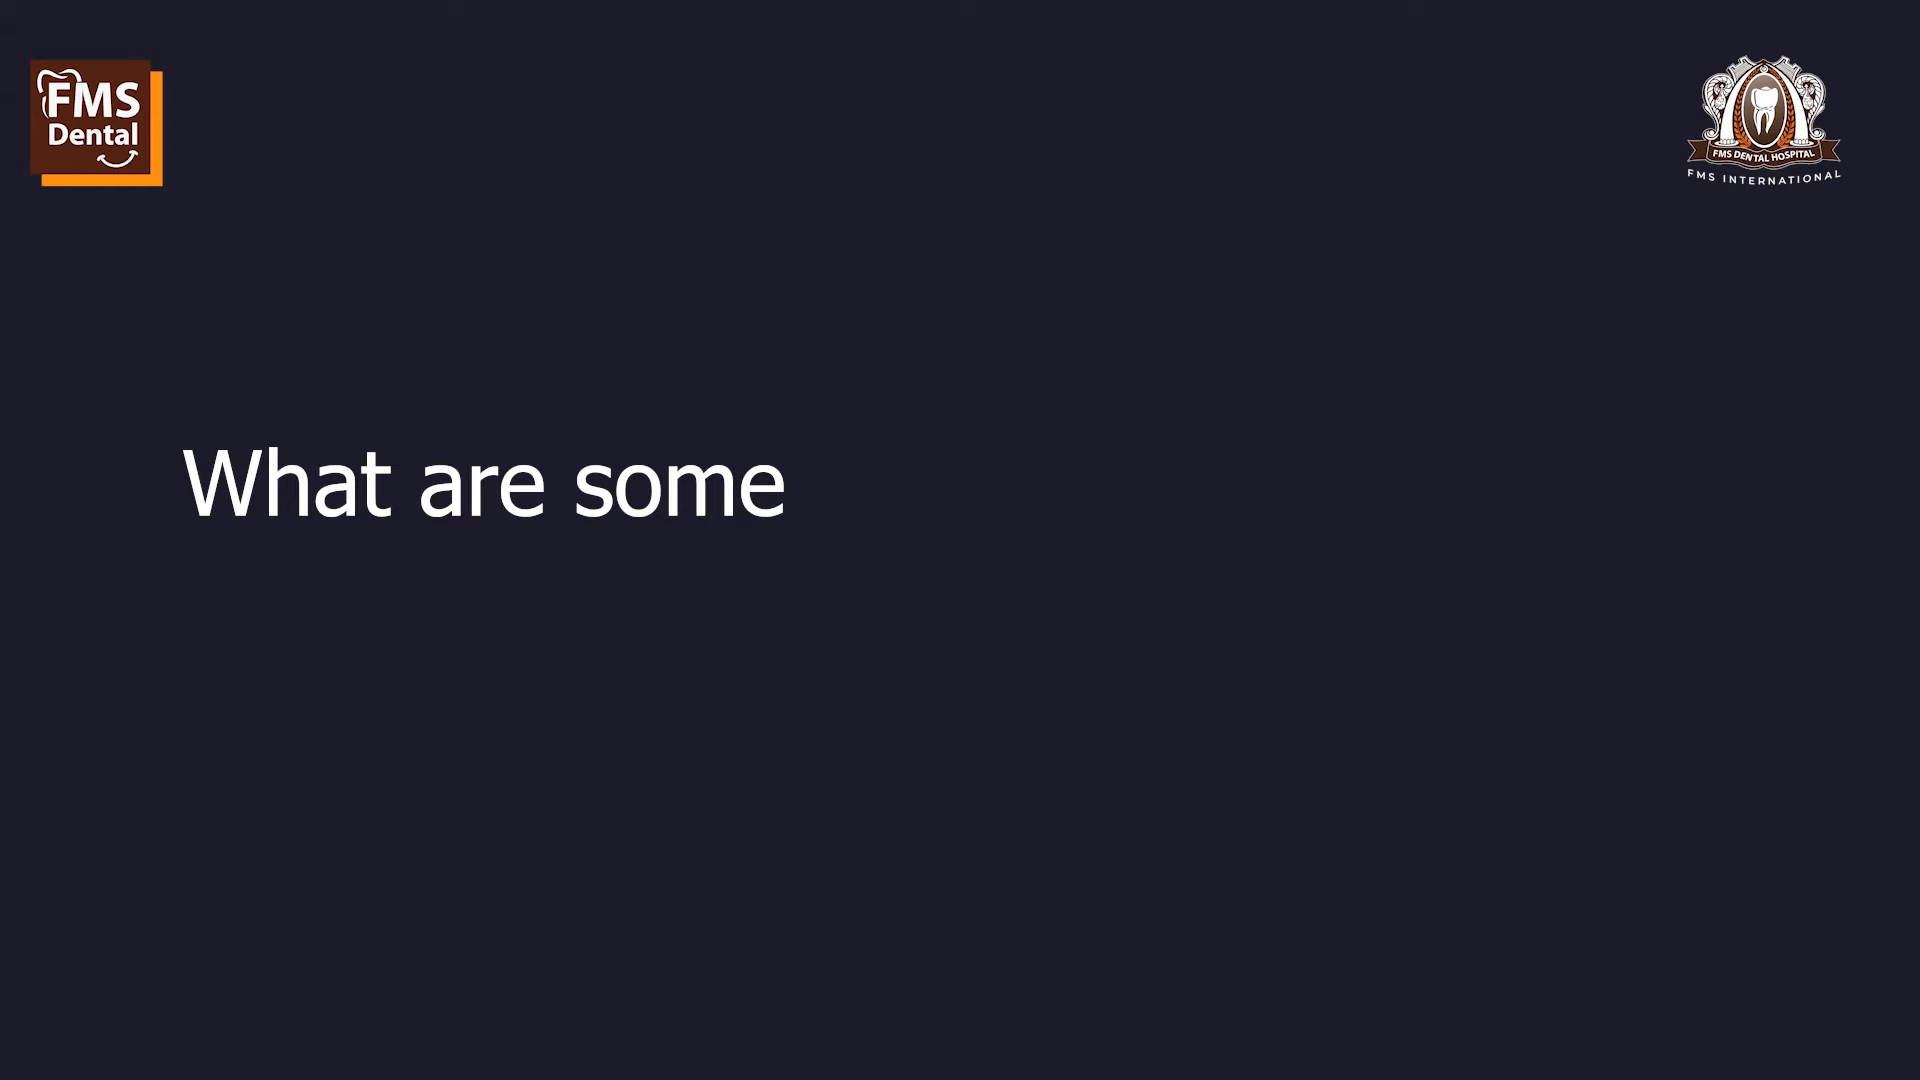 FMS
Dental
FMS DENTAL HOSPITAL
FMS INTERNATIONAL
What are some